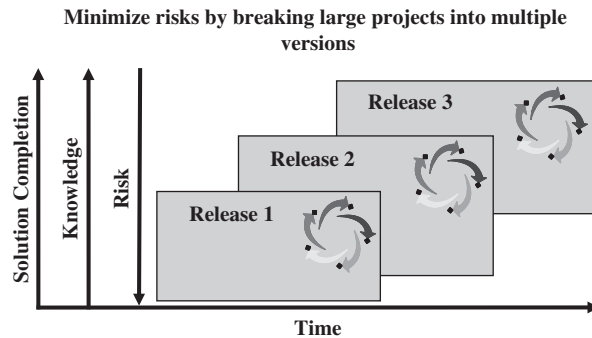 Minimize risks by breaking large projects into multiple
versions
Release 3
Release 2
Release 1
Solution Completion
Knowledge
Risk
Time